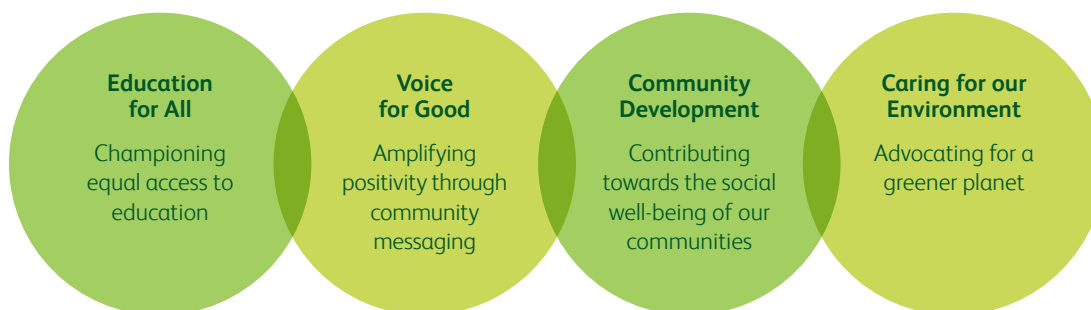 Education
for All
Championing
equal access to
education
Voice
for Good
Amplifying
positivity through
community
messaging
Community
Development
Contributing
towards the social
well-being of our
communities
Caring for our
Environment
Advocating for a
greener planet